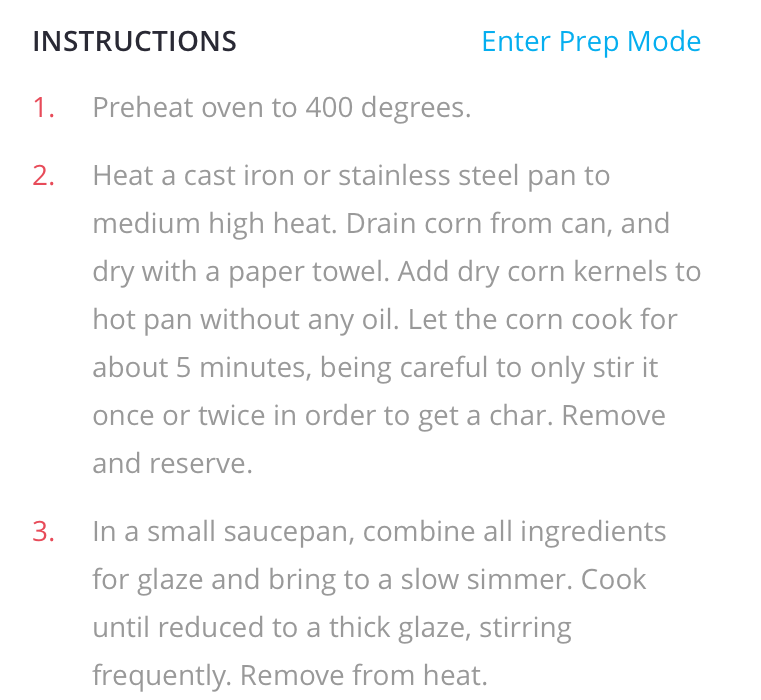 INSTRUCTIONS Enter Prep Mode
1. Preheat oven to 400 degrees.
2. Heat a cast iron or stainless steel pan to
medium high heat. Drain corn from can, and
dry with a paper towel. Add dry corn kernels to
hot pan without any oil. Let the corn cook for
about 5 minutes, being careful to only stir it
once or twice in order to get a char. Remove
and reserve.
3. In a small saucepan, combine all ingredients
for glaze and bring to a slow simmer. Cook
until reduced to a thick glaze, stirring
frequently. Remove from heat.